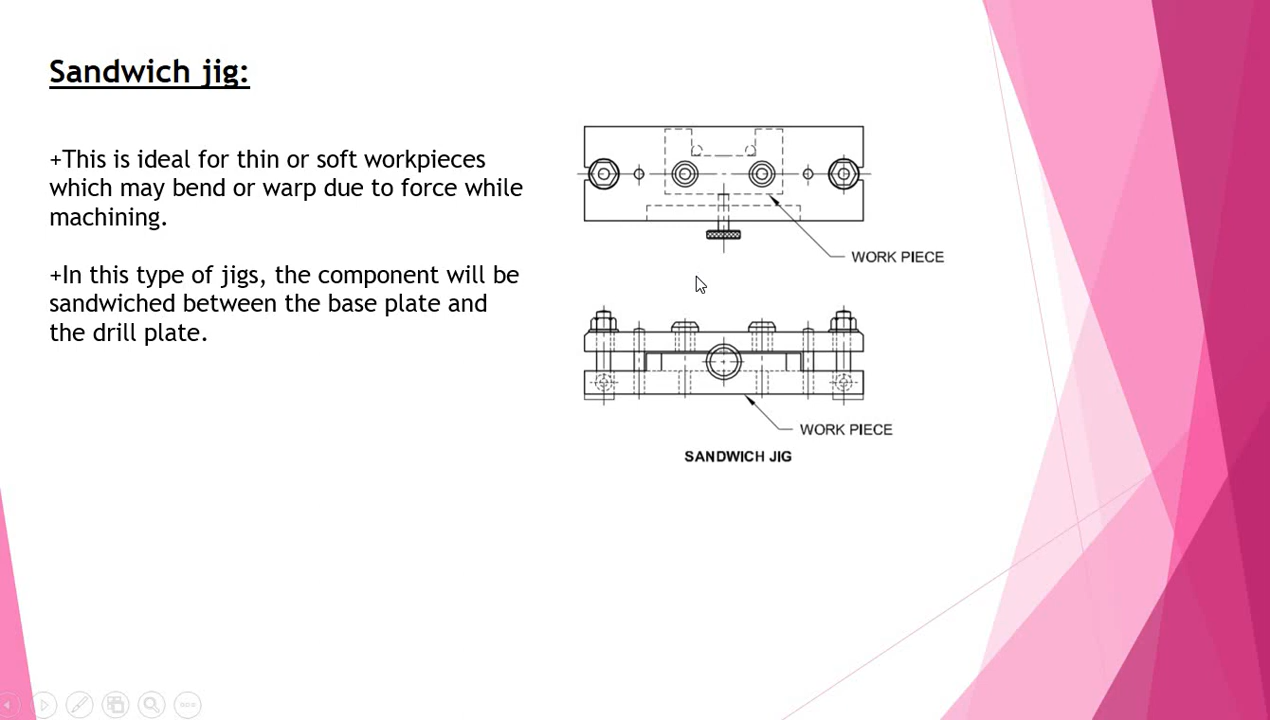 Sandwich jig:
+This is ideal for thin or soft workpieces
which may bend or warp due to force while
machining.
+In this type of jigs, the component will be
sandwiched between the base plate and
the drill plate.
WORK PIECE
WORK PIECE
SANDWICH JIG